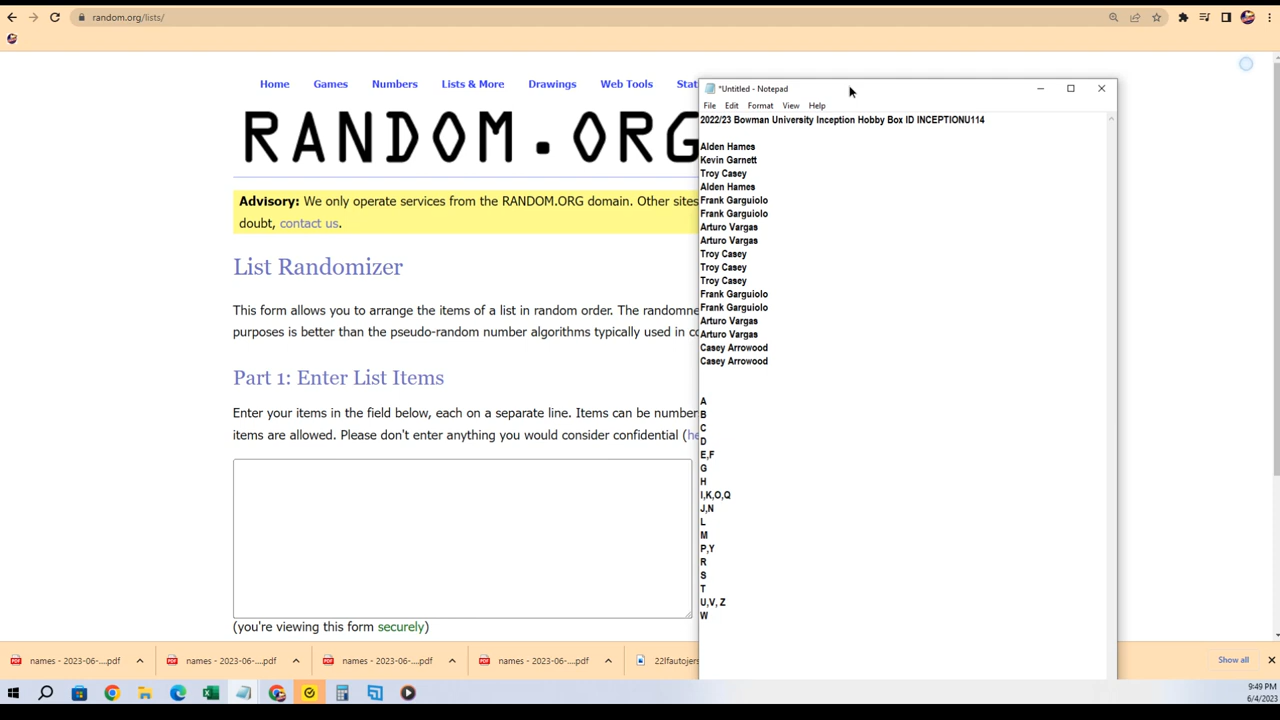 random.org/lists/
Home Games Numbers Lists & More Drawings Web Tools Stat
RANDOM.ORG
Advisory: We only operate services from the RANDOM.ORG domain. Other sites
doubt, contact us.
List Randomizer
This form allows you to arrange the items of a list in random order. The randomne
purposes is better than the pseudo-random number algorithms typically used in co
Part 1: Enter List Items
Enter your items in the field below, each on a separate line. Items can be number
items are allowed. Please don't enter anything you would consider confidential (he
(you're viewing this form securely)
*Untitled - Notepad
File Edit Format View Help
2022/23 Bowman University Inception Hobby Box ID INCEPTIONU114
Alden Hames
Kevin Garnett
Troy Casey
Alden Hames
Frank Garguiolo
Frank Garguiolo
Arturo Vargas
Arturo Vargas
Troy Casey
Troy Casey
Troy Casey
Frank Garguiolo
Frank Garguiolo
Arturo Vargas
Arturo Vargas
Casey Arrowood
Casey Arrowood
A
B
C
D
E,F
G
H
I,K,O,Q
J,N
L
M
P,Y
R
S
T
U,V, Z
W
names - 2023-06-....pdf names - 2023-06-....pdf names - 2023-06-....pdf names - 2023-06-....pdf 22lfautojers Show all
9:49 PM
6/4/2023